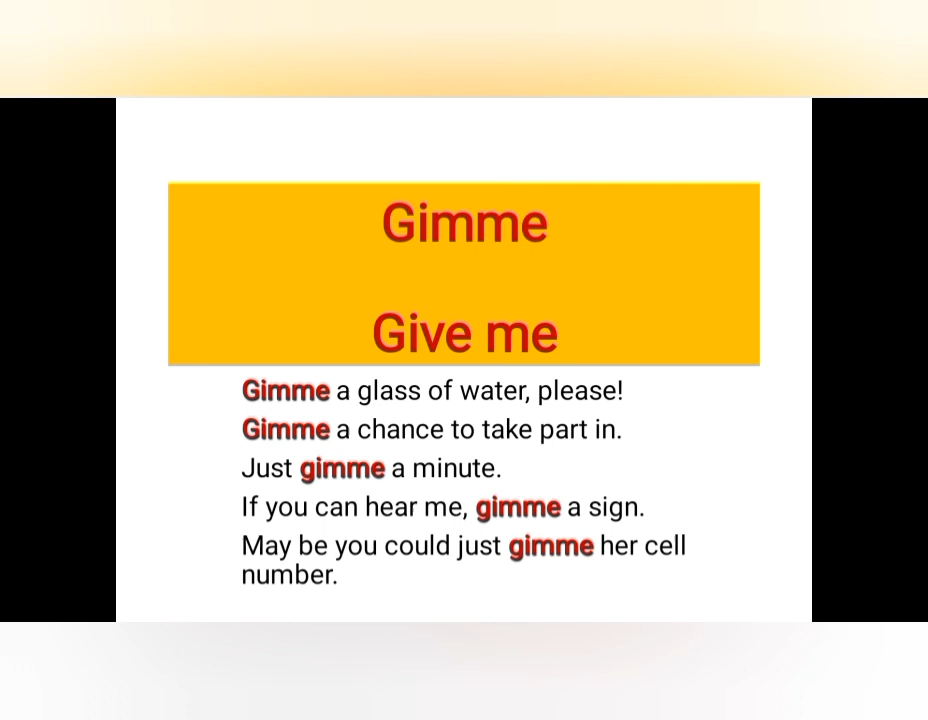 Gimme
Give me
Gimme a glass of water, please!
Gimme a chance to take part in.
Just gimme a minute.
If you can hear me, gimme a sign.
May be you could just gimme her cell
number.